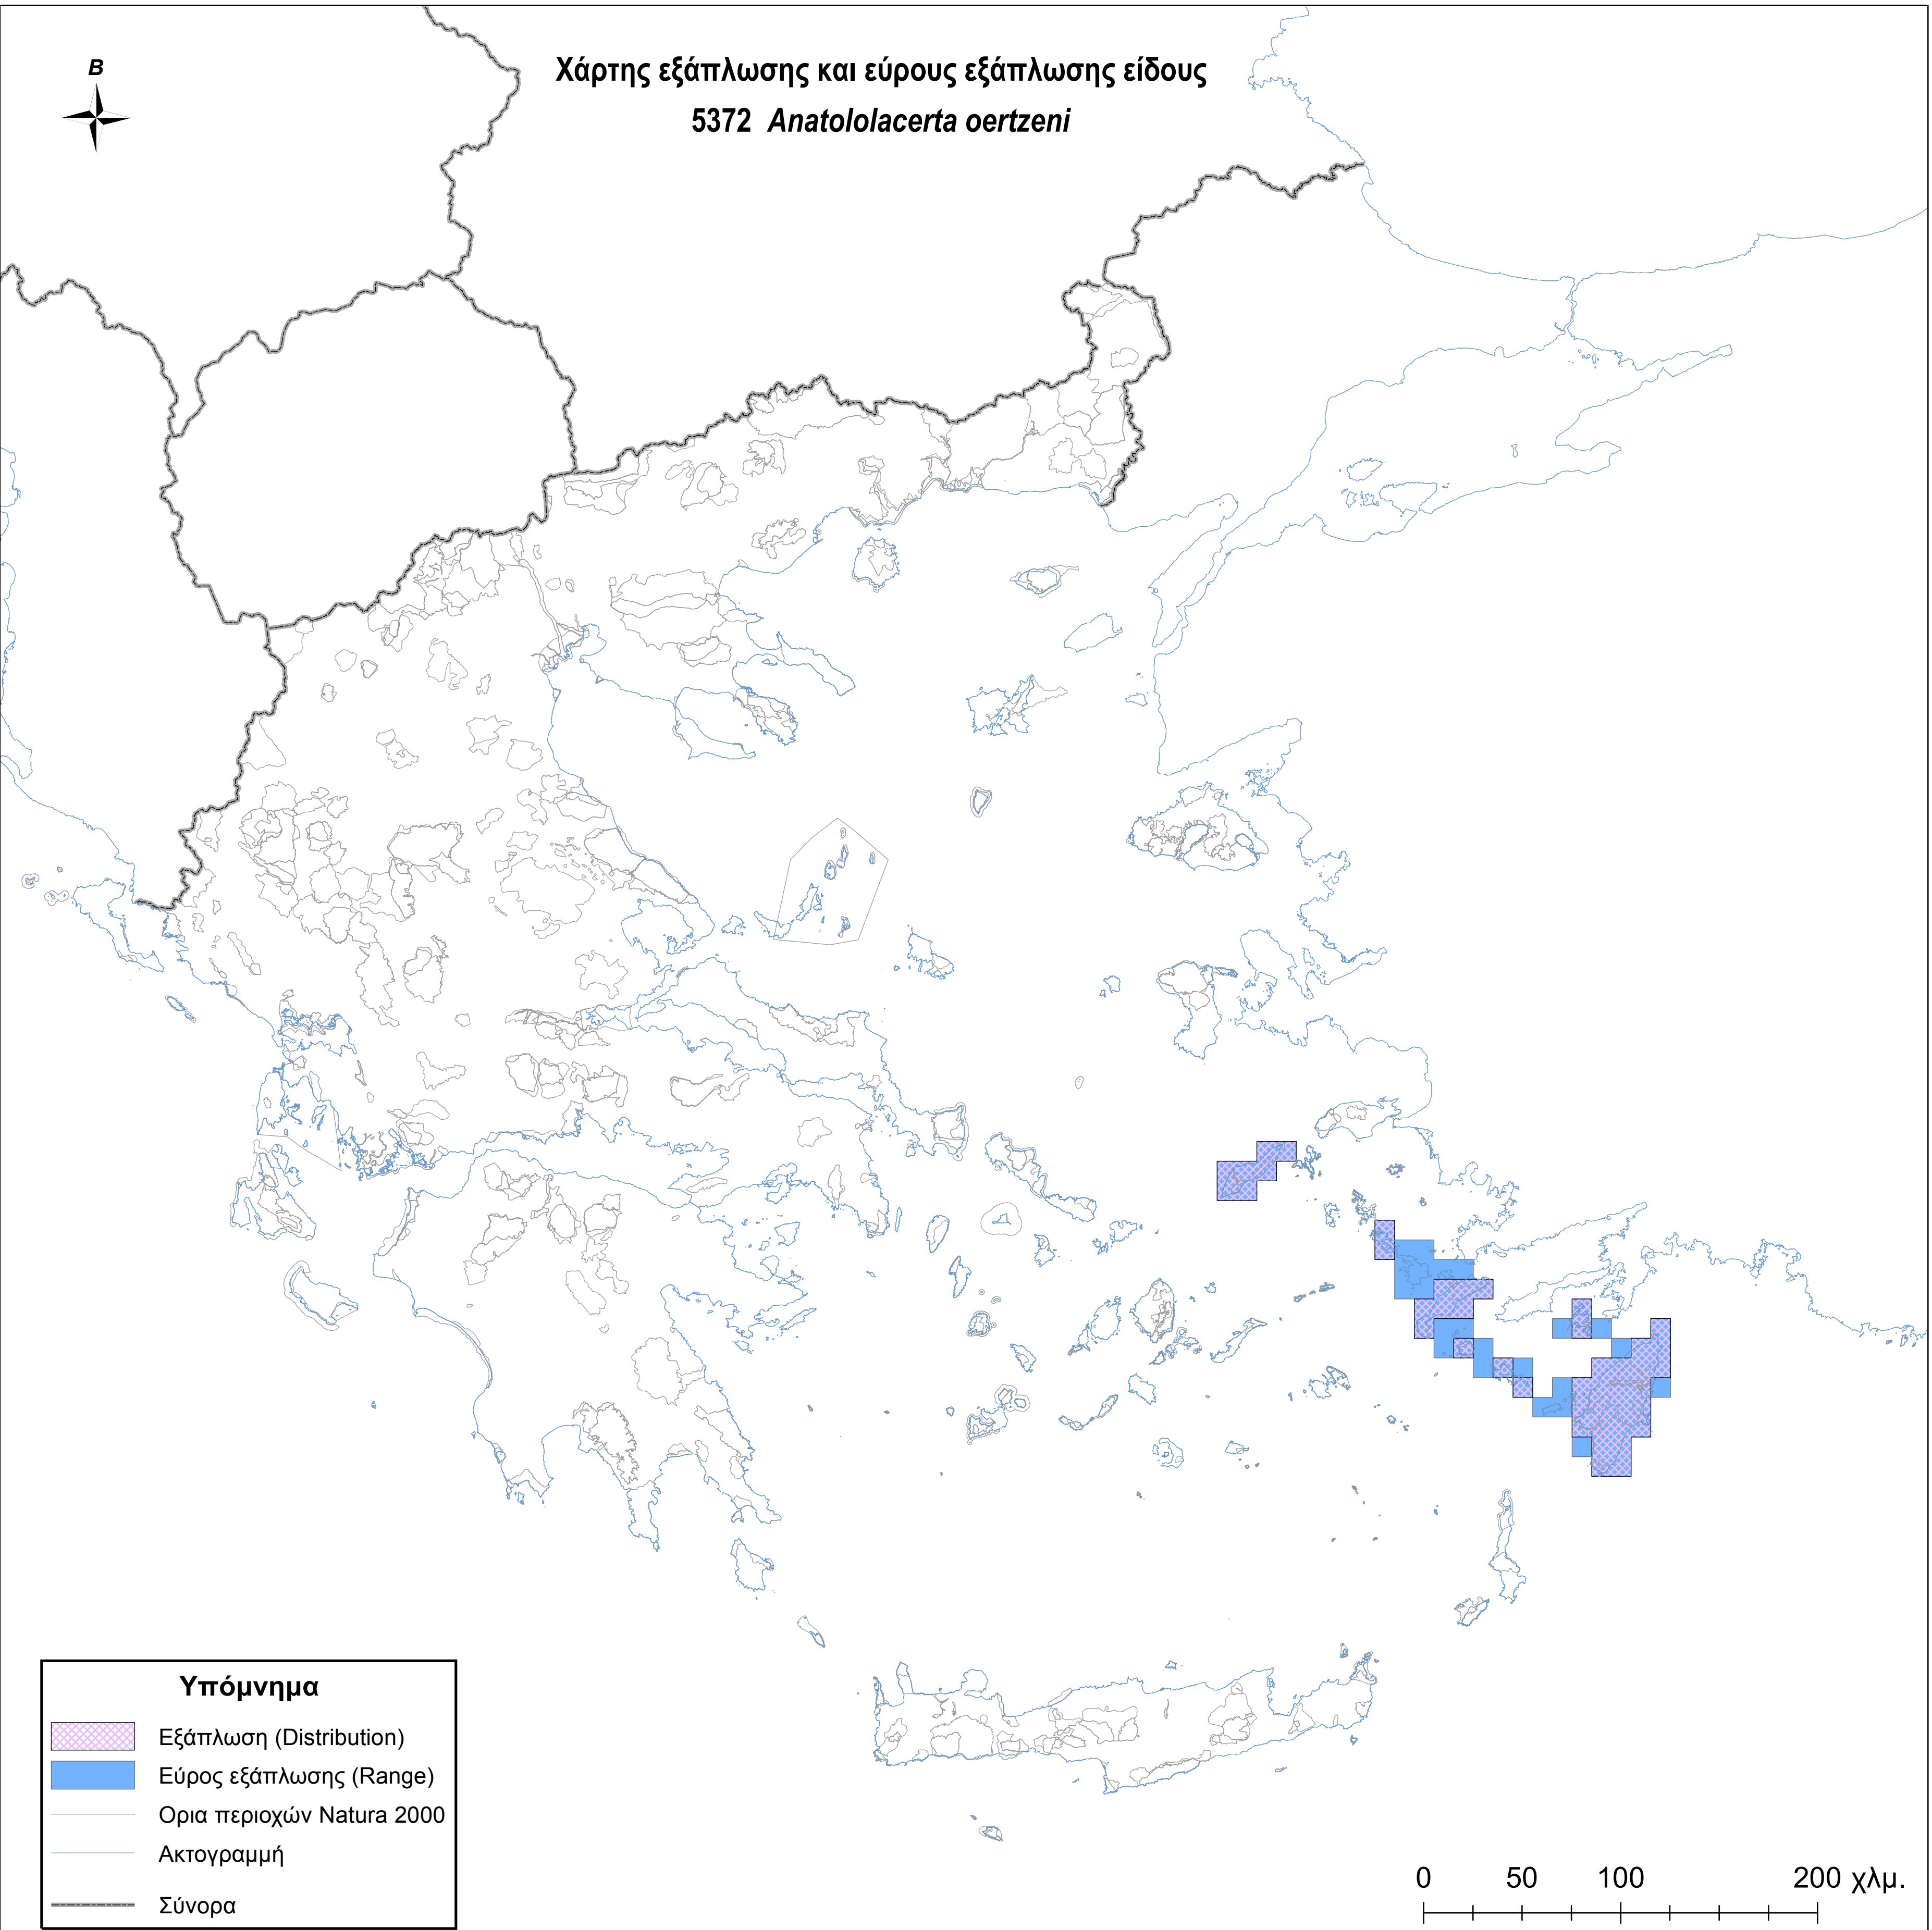 Χάρτης εξάπλωσης και εύρους εξάπλωσης είδους
5372 Anatololacerta oertzeni
Β
Υπόμνημα
Εξάπλωση (Distribution)
Εύρος εξάπλωσης (Range)
Ορια περιοχών Natura 2000
Ακτογραμμή
Σύνορα
0 50 100 200 χλμ.